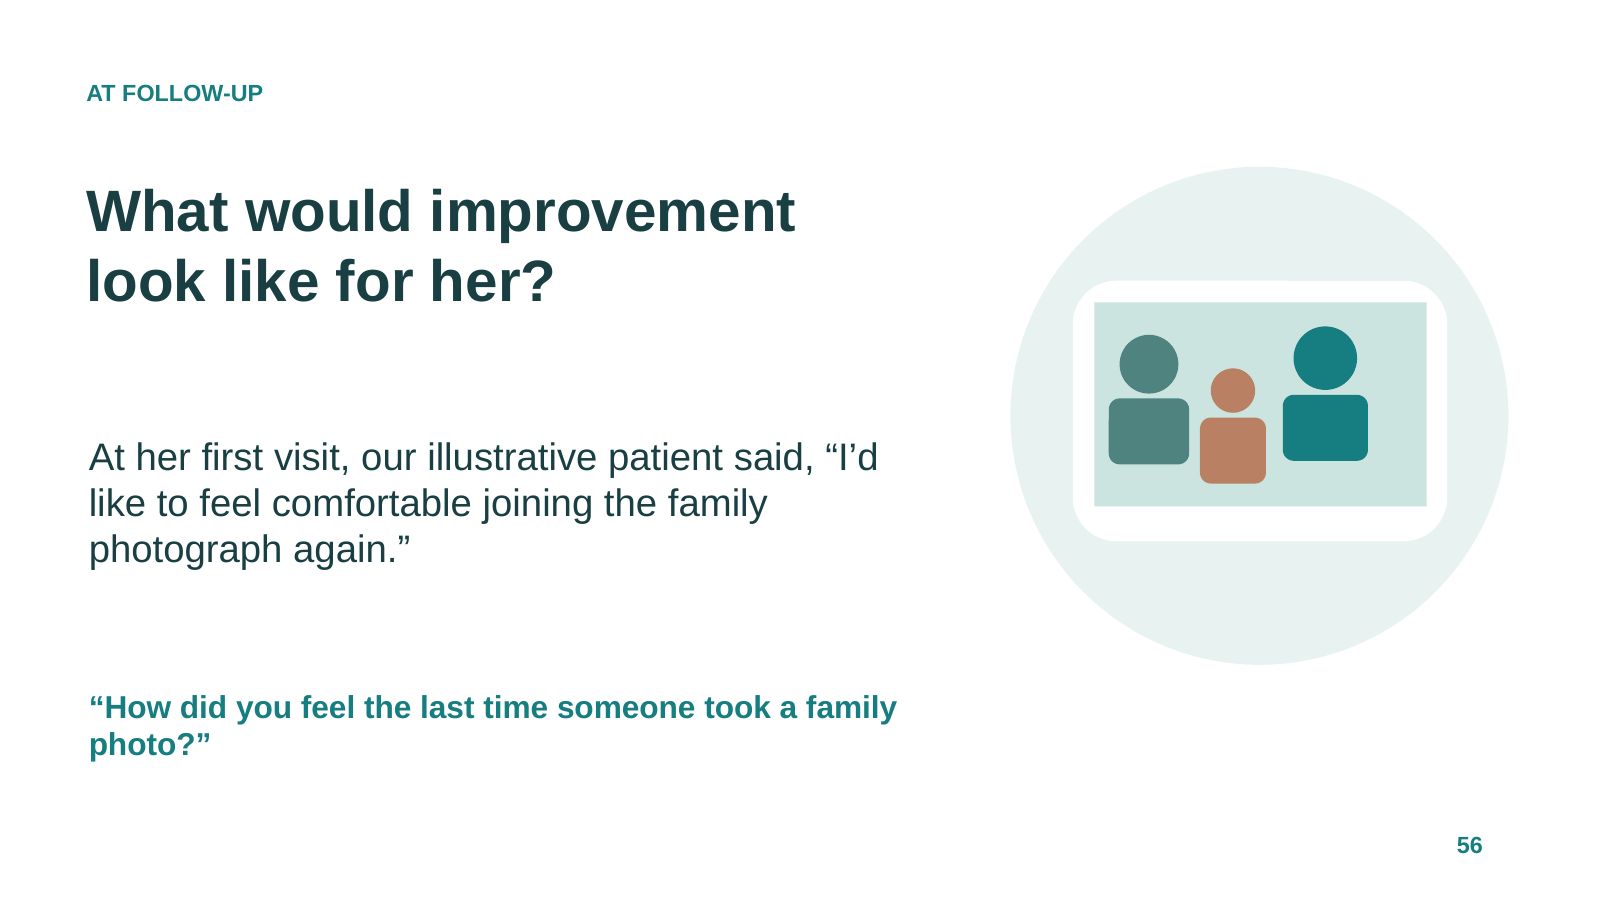 AT FOLLOW-UP
What would improvement
look like for her?
At her first visit, our illustrative patient said, “I’d
like to feel comfortable joining the family
photograph again.”
“How did you feel the last time someone took a family
photo?”
56